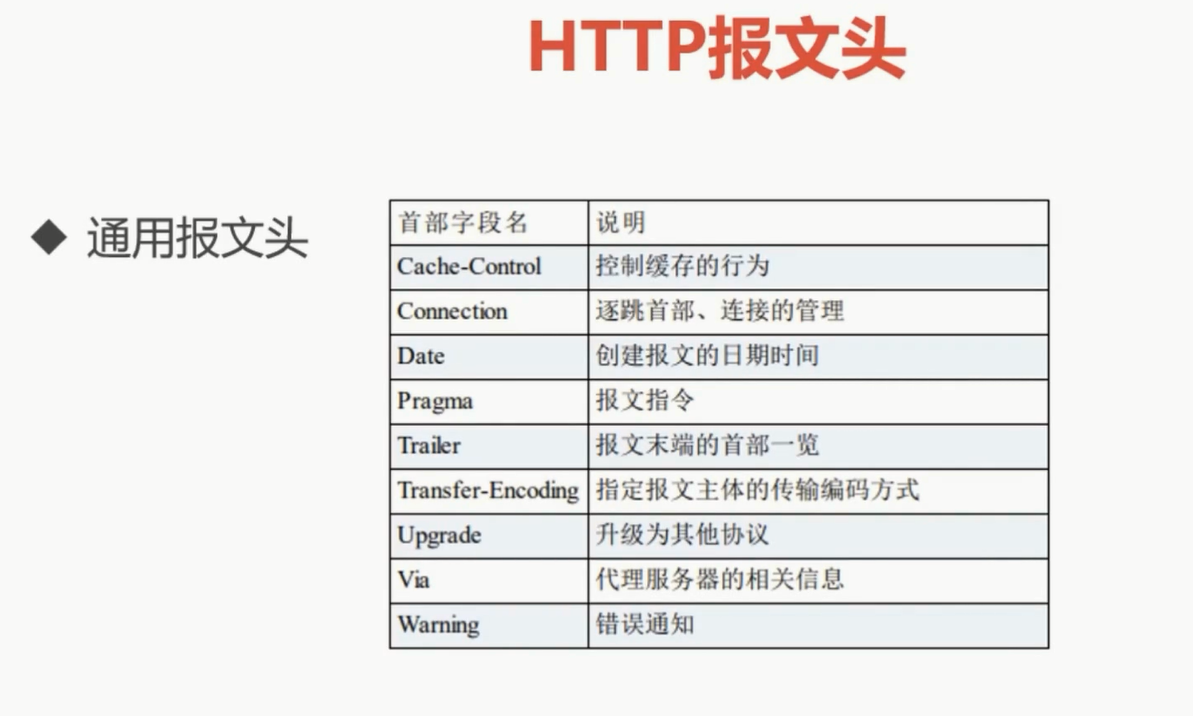 HTTP报文头
◆ 通用报文头
首部字段名 说明
Cache-Control 控制缓存的行为
Connection 逐跳首部、连接的管理
Date 创建报文的日期时间
Pragma 报文指令
Trailer 报文末端的首部一览
Transfer-Encoding 指定报文主体的传输编码方式
Upgrade 升级为其他协议
Via 代理服务器的相关信息
Warning 错误通知